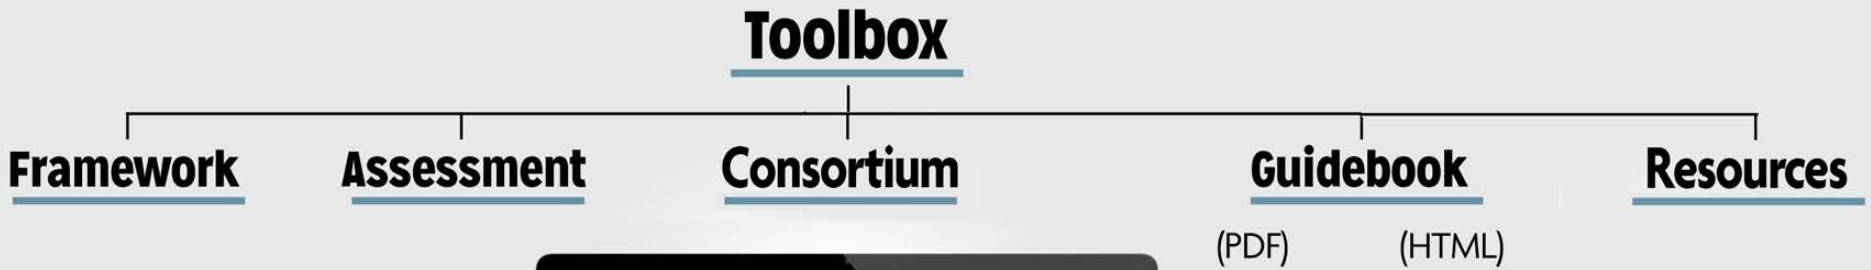 Toolbox
Framework Assessment Consortium Guidebook Resources
(PDF) (HTML)